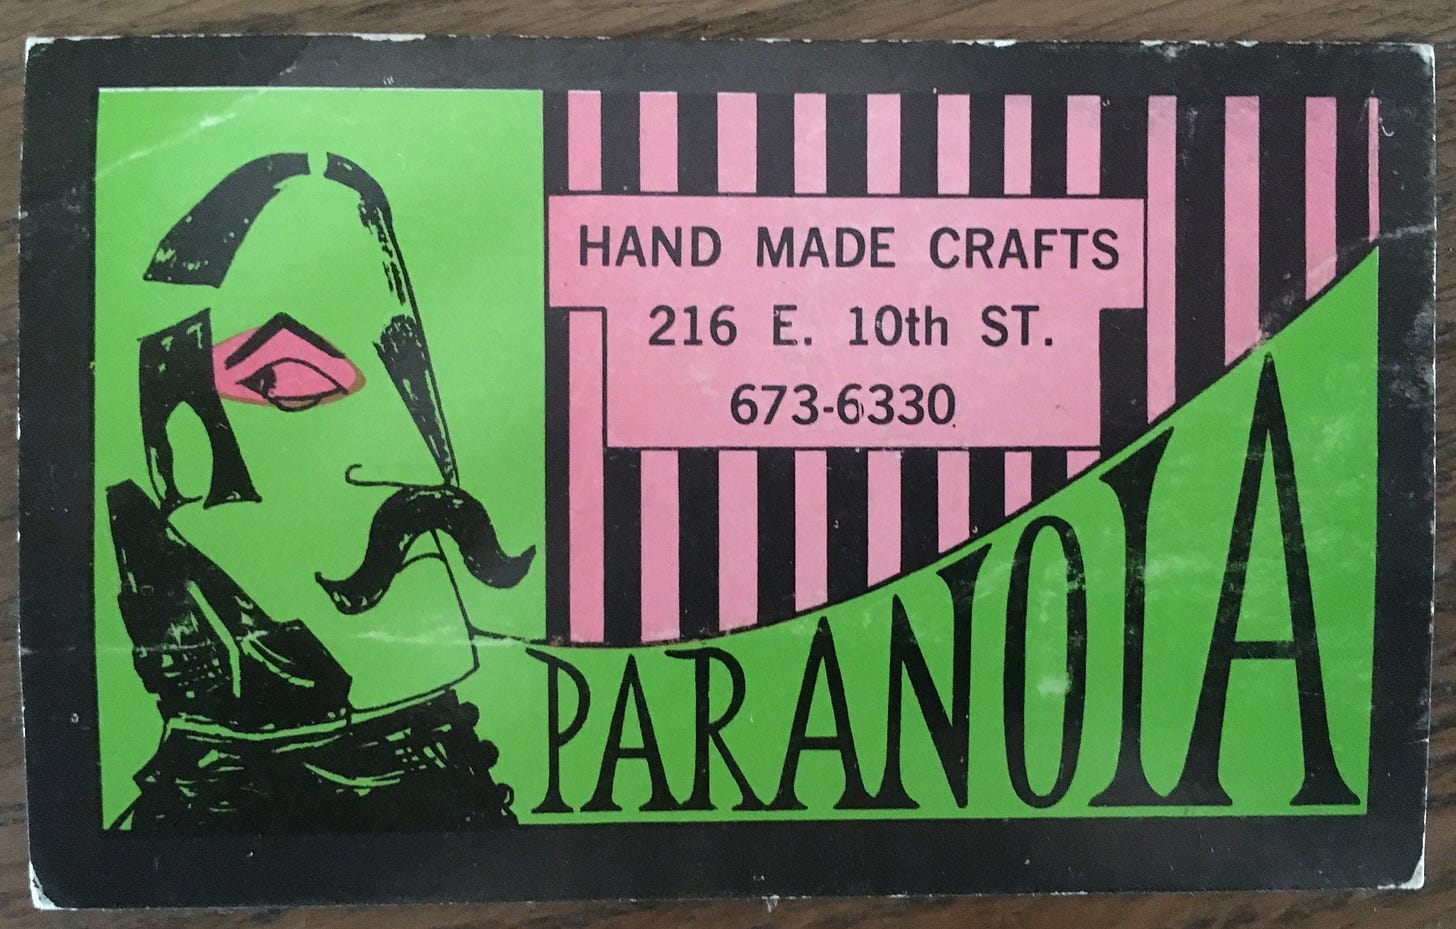 HAND MADE CRAFTS
216 E. 10th ST.
673-6330
PARANOIA